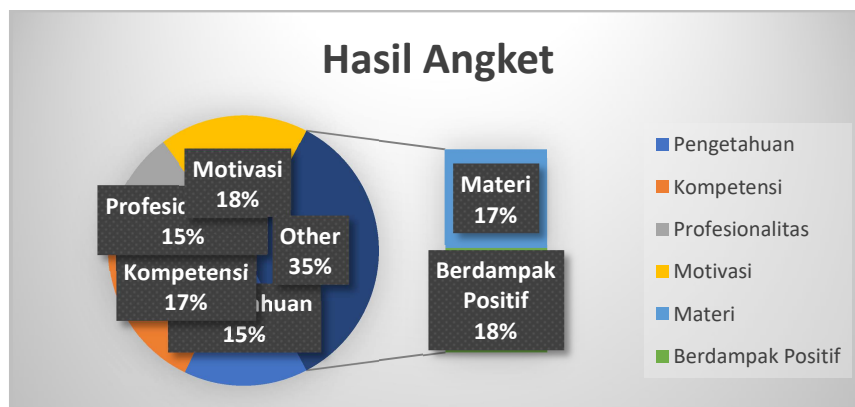 Hasil Angket
Motivasi
18%
Profesi
15%
Kompetensi
17%
huan
15%
Other
35%
Materi
17%
Berdampak
Positif
18%
Pengetahuan
Kompetensi
Profesionalitas
Motivasi
Materi
Berdampak Positif